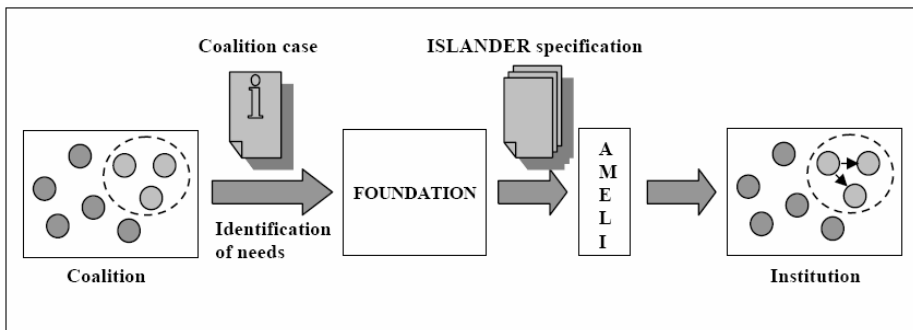 Coalition case
ISLANDER specification
i
FOUNDATION
A
M
E
L
I
Identification
of needs
Coalition
Institution